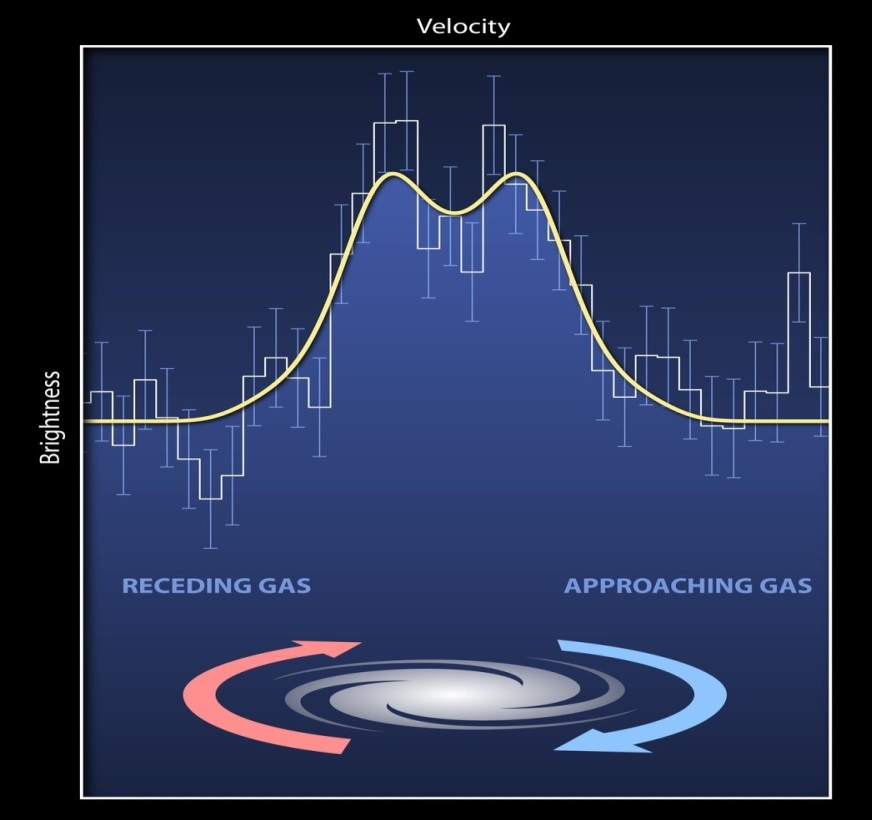 Velocity
Brightness
RECEDING GAS
APPROACHING GAS